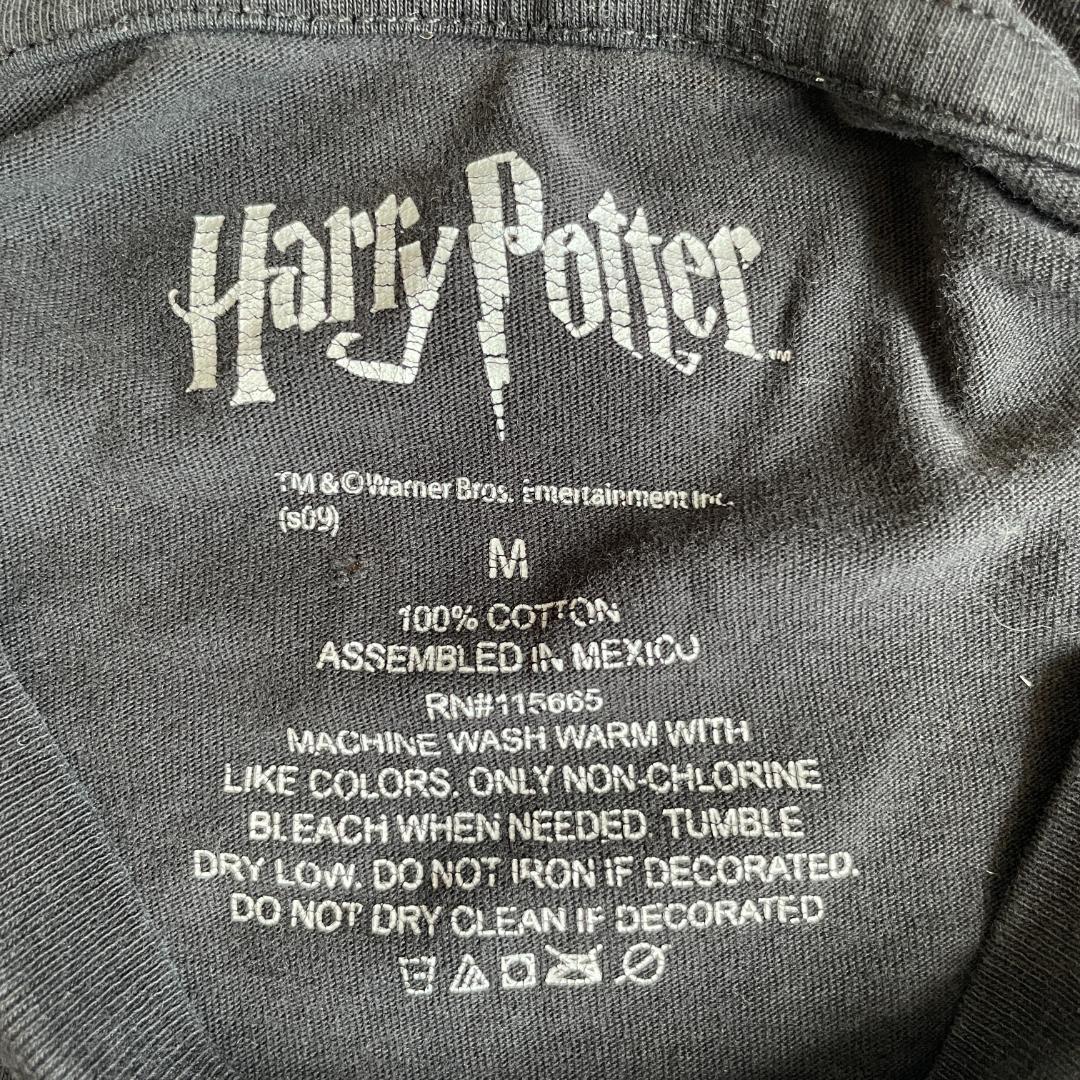 Harry Potter™
TM & © Warner Bros. Entertainment Inc.
(s09)
M
100% COTTON
ASSEMBLED IN MEXICO
RN#115665
MACHINE WASH WARM WITH
LIKE COLORS. ONLY NON-CHLORINE
BLEACH WHEN NEEDED. TUMBLE
DRY LOW. DO NOT IRON IF DECORATED.
DO NOT DRY CLEAN IF DECORATED